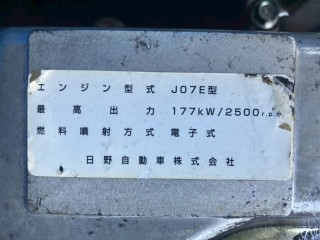 エンジン型式 J07E型
最高出力 177kW/2500r.p.m
燃料噴射方式 電子式
日野自動車株式会社